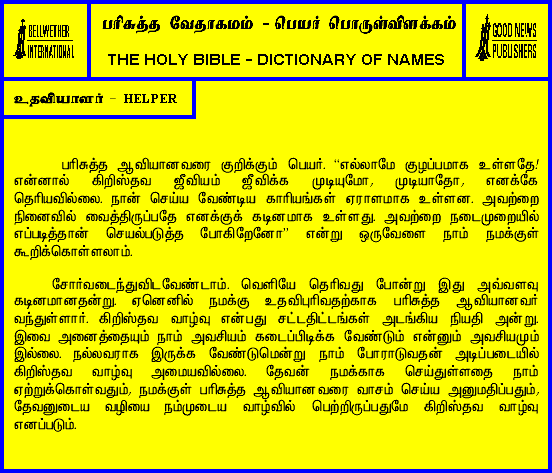 BELLWETHER
INTERNATIONAL
பரிசுத்த வேதாகமம் - பெயர் பொருள்விளக்கம்
THE HOLY BIBLE - DICTIONARY OF NAMES
GOOD NEWS
PUBLISHERS
உதவியாளர் - HELPER
பரிசுத்த ஆவியானவரை குறிக்கும் பெயர். “எல்லாமே குழப்பமாக உள்ளதே!
என்னால் கிறிஸ்தவ ஜீவியம் ஜீவிக்க முடியுமோ, முடியாதோ, எனக்கே
தெரியவில்லை. நான் செய்ய வேண்டிய காரியங்கள் ஏராளமாக உள்ளன. அவற்றை
நினைவில் வைத்திருப்பதே எனக்குக் கடினமாக உள்ளது. அவற்றை நடைமுறையில்
எப்படித்தான் செயல்படுத்த போகிறேனோ” என்று ஒருவேளை நாம் நமக்குள்
கூறிக்கொள்ளலாம்.
சோர்வடைந்துவிடவேண்டாம். வெளியே தெரிவது போன்று இது அவ்வளவு
கடினமானதன்று. ஏனெனில் நமக்கு உதவிபுரிவதற்காக பரிசுத்த ஆவியானவர்
வந்துள்ளார். கிறிஸ்தவ வாழ்வு என்பது சட்டதிட்டங்கள் அடங்கிய நியதி அன்று.
இவை அனைத்தையும் நாம் அவசியம் கடைப்பிடிக்க வேண்டும் என்னும் அவசியமும்
இல்லை. நல்லவராக இருக்க வேண்டுமென்று நாம் போராடுவதன் அடிப்படையில்
கிறிஸ்தவ வாழ்வு அமையவில்லை. தேவன் நமக்காக செய்துள்ளதை நாம்
ஏற்றுக்கொள்வதும், நமக்குள் பரிசுத்த ஆவியானவரை வாசம் செய்ய அனுமதிப்பதும்,
தேவனுடைய வழியை நம்முடைய வாழ்வில் பெற்றிருப்பதுமே கிறிஸ்தவ வாழ்வு
எனப்படும்.